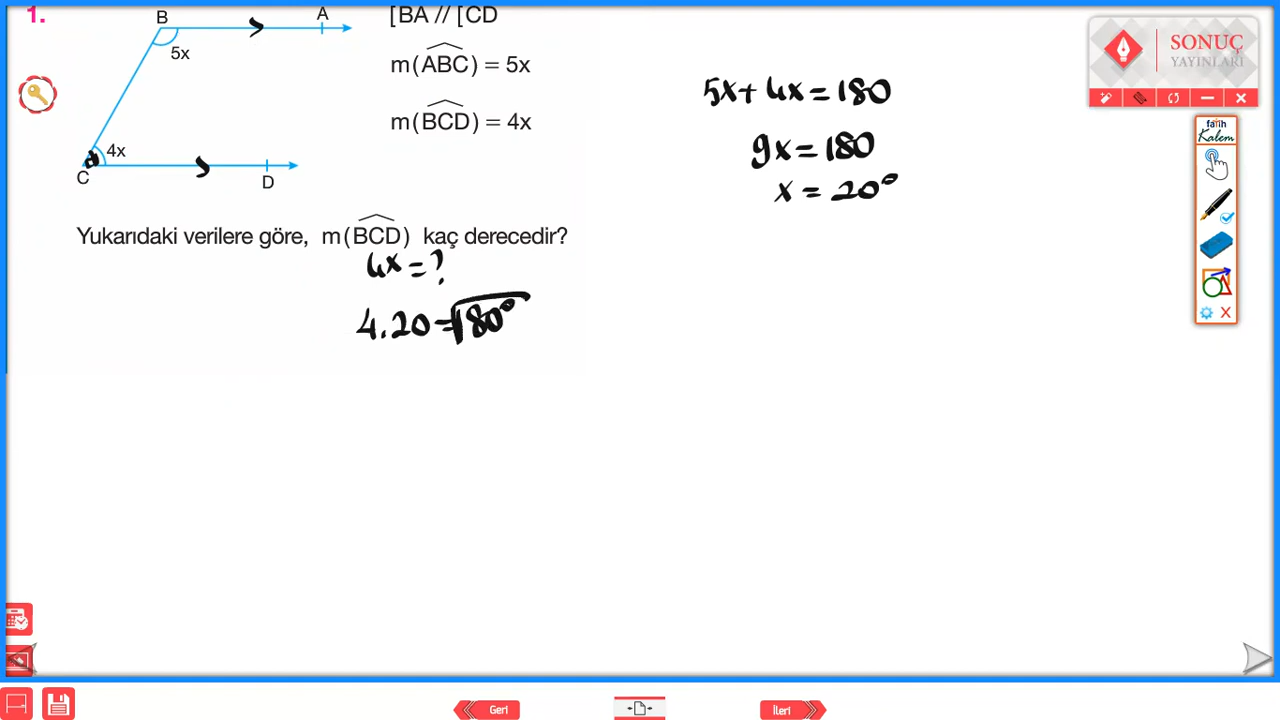 1.
B
A
5x
4x
C
D
[BA // [CD
m(ABC) = 5x
m(BCD) = 4x
Yukarıdaki verilere göre, m(BCD) kaç derecedir?
4x = ?
4.20 = 80°
5x + 4x = 180
9x = 180
x = 20°
SONUÇ
YAYINLARI
fatih
Kalem
Geri
İleri